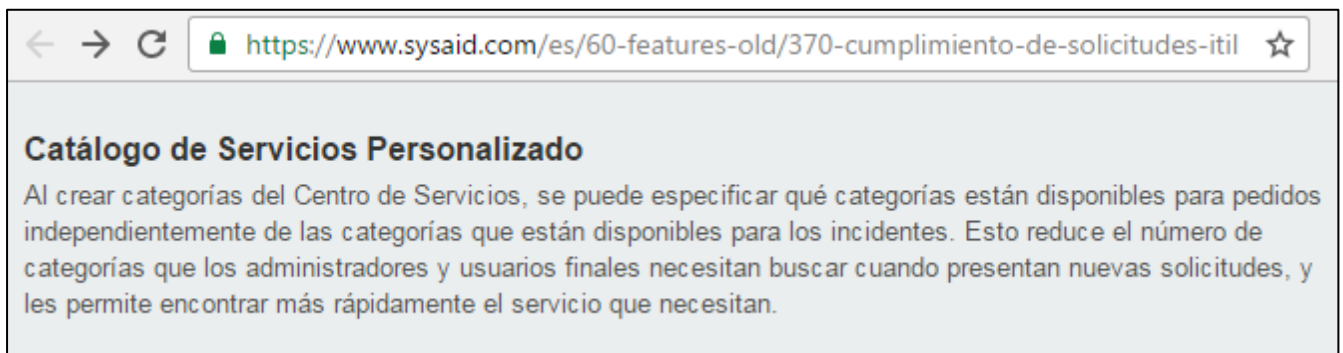 https://www.sysaid.com/es/60-features-old/370-cumplimiento-de-solicitudes-itil
Catálogo de Servicios Personalizado
Al crear categorías del Centro de Servicios, se puede especificar qué categorías están disponibles para pedidos
independientemente de las categorías que están disponibles para los incidentes. Esto reduce el número de
categorías que los administradores y usuarios finales necesitan buscar cuando presentan nuevas solicitudes, y
les permite encontrar más rápidamente el servicio que necesitan.